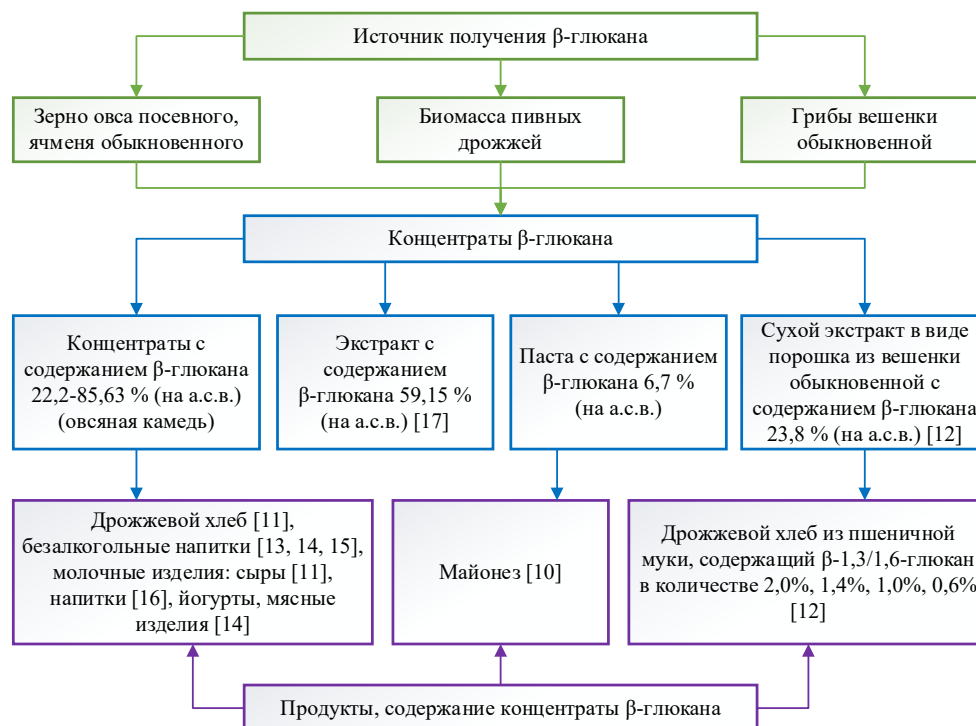 Источник получения β-глюкана
Зерно овса посевного,
ячменя обыкновенного
Биомасса пивных
дрожжей
Грибы вешенки
обыкновенной
Концентраты β-глюкана
Концентраты с
содержанием β-глюкана
22,2-85,63 % (на а.с.в.)
(овсяная камедь)
Экстракт с
содержанием
β-глюкана 59,15 %
(на а.с.в.) [17]
Паста с содержанием
β-глюкана 6,7 %
(на а.с.в.)
Сухой экстракт в виде
порошка из вешенки
обыкновенной с
содержанием β-глюкана
23,8 % (на а.с.в.) [12]
Дрожжевой хлеб [11],
безалкогольные напитки [13, 14, 15],
молочные изделия: сыры [11],
напитки [16], йогурты, мясные
изделия [14]
Майонез [10]
Дрожжевой хлеб из пшеничной
муки, содержащий β-1,3/1,6-глюкан
в количестве 2,0%, 1,4%, 1,0%, 0,6%
[12]
Продукты, содержание концентраты β-глюкана